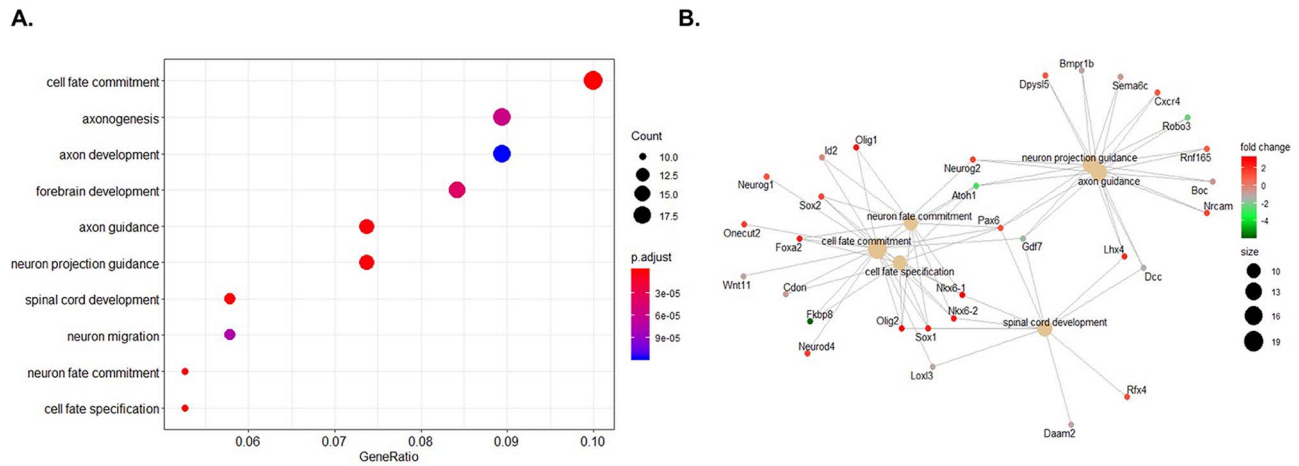 A.
cell fate commitment
axonogenesis
axon development
forebrain development
axon guidance
neuron projection guidance
spinal cord development
neuron migration
neuron fate commitment
cell fate specification
0.06 0.07 0.08 0.09 0.10
GeneRatio
Count
10.0
12.5
15.0
17.5
p.adjust
3e-05
6e-05
9e-05
B.
Bmpr1b
Dpysl5
Sema6c
Cxcr4
Robo3
Olig1
Id2
Neurog2
neuron projection guidance
Rnf165
axon guidance
Neurog1
Atoh1
Boc
Sox2
Nrcam
neuron fate commitment
Pax6
Onecut2
Foxa2
cell fate commitment
Gdf7
Lhx4
cell fate specification
Dcc
Wnt11
Cdon
Nkx6-1
Fkbp8
Nkx6-2
Olig2
spinal cord development
Sox1
Neurod4
Loxl3
Rfx4
Daam2
fold change
2
0
-2
-4
size
10
13
16
19